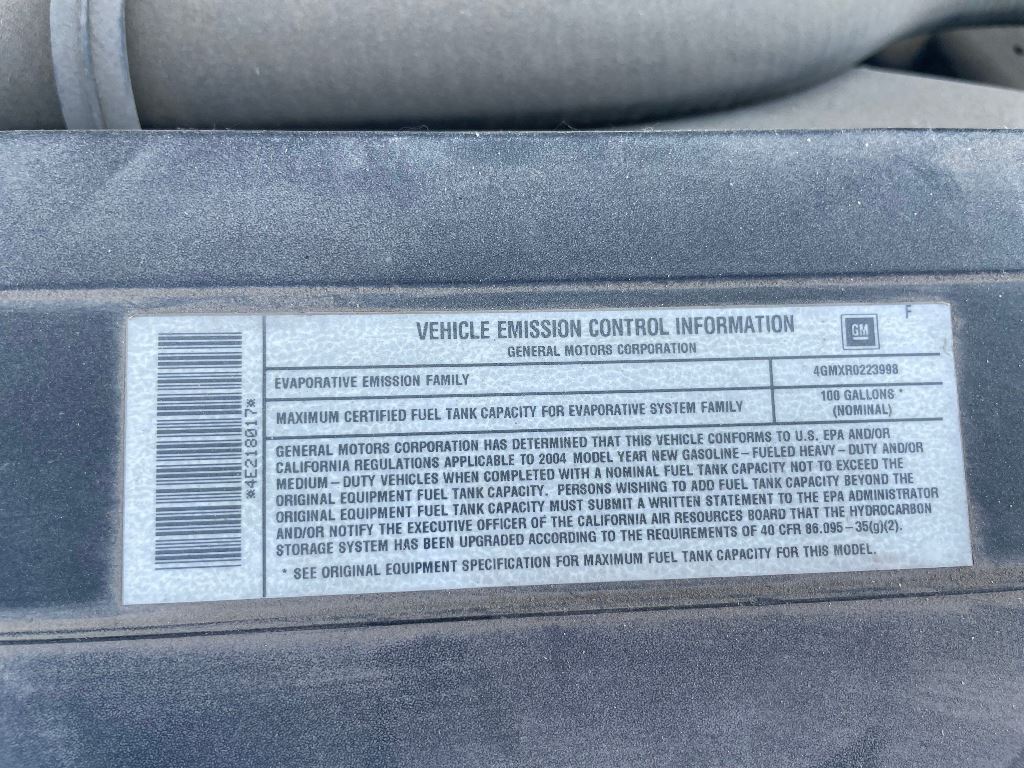 VEHICLE EMISSION CONTROL INFORMATION
GENERAL MOTORS CORPORATION
GM
F
EVAPORATIVE EMISSION FAMILY
4GMXR0223998
MAXIMUM CERTIFIED FUEL TANK CAPACITY FOR EVAPORATIVE SYSTEM FAMILY
100 GALLONS *
(NOMINAL)
GENERAL MOTORS CORPORATION HAS DETERMINED THAT THIS VEHICLE CONFORMS TO U.S. EPA AND/OR
CALIFORNIA REGULATIONS APPLICABLE TO 2004 MODEL YEAR NEW GASOLINE-FUELED HEAVY-DUTY AND/OR
MEDIUM-DUTY VEHICLES WHEN COMPLETED WITH A NOMINAL FUEL TANK CAPACITY NOT TO EXCEED THE
ORIGINAL EQUIPMENT FUEL TANK CAPACITY. PERSONS WISHING TO ADD FUEL TANK CAPACITY BEYOND THE
ORIGINAL EQUIPMENT FUEL TANK CAPACITY MUST SUBMIT A WRITTEN STATEMENT TO THE EPA ADMINISTRATOR
AND/OR NOTIFY THE EXECUTIVE OFFICER OF THE CALIFORNIA AIR RESOURCES BOARD THAT THE HYDROCARBON
STORAGE SYSTEM HAS BEEN UPGRADED ACCORDING TO THE REQUIREMENTS OF 40 CFR 86.095-35(g)(2).
* SEE ORIGINAL EQUIPMENT SPECIFICATION FOR MAXIMUM FUEL TANK CAPACITY FOR THIS MODEL.
*4E218017*